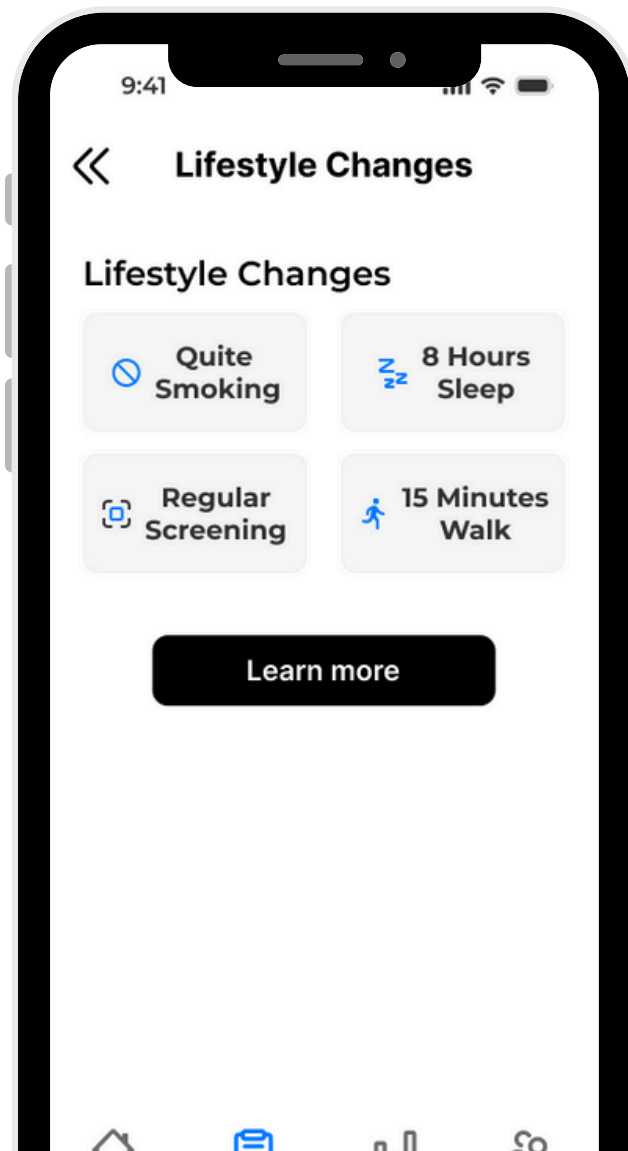 9:41
Lifestyle Changes
Lifestyle Changes
Quite
Smoking
8 Hours
Sleep
Regular
Screening
15 Minutes
Walk
Learn more